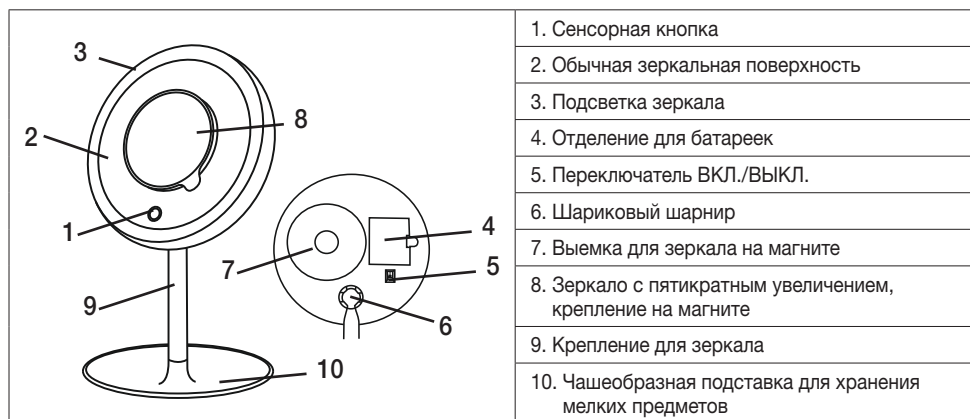 3
2
8
1
9
10
7
4
5
6
1. Сенсорная кнопка
2. Обычная зеркальная поверхность
3. Подсветка зеркала
4. Отделение для батареек
5. Переключатель ВКЛ./ВЫКЛ.
6. Шариковый шарнир
7. Выемка для зеркала на магните
8. Зеркало с пятикратным увеличением,
крепление на магните
9. Крепление для зеркала
10. Чашеобразная подставка для хранения
мелких предметов